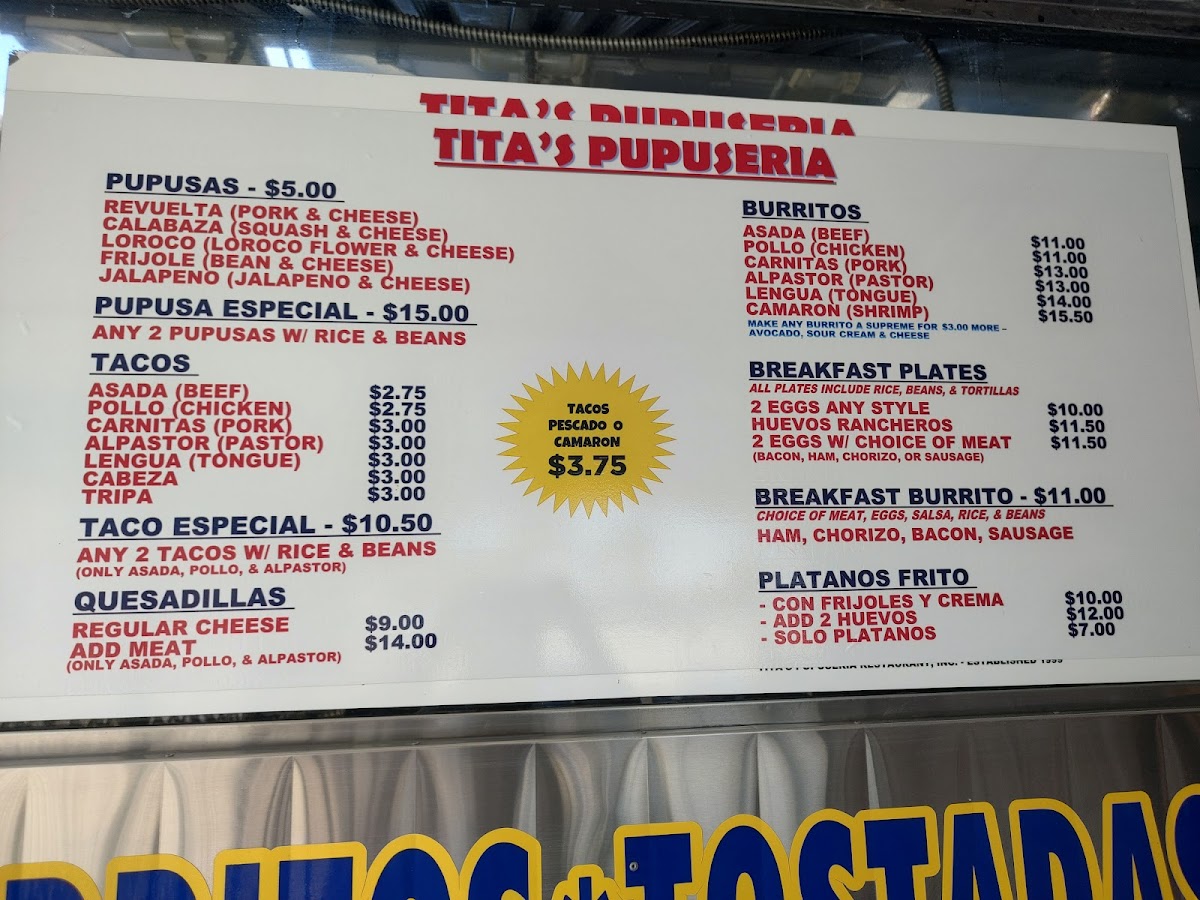 TITA'S PUPUSERIA
TITA'S PUPUSERIA
PUPUSAS - $5.00
REVUELTA (PORK & CHEESE)
CALABAZA (SQUASH & CHEESE)
LOROCO (LOROCO FLOWER & CHEESE)
FRIJOLE (BEAN & CHEESE)
JALAPENO (JALAPENO & CHEESE)
PUPUSA ESPECIAL - $15.00
ANY 2 PUPUSAS W/ RICE & BEANS
TACOS
ASADA (BEEF) $2.75
POLLO (CHICKEN) $2.75
CARNITAS (PORK) $3.00
ALPASTOR (PASTOR) $3.00
LENGUA (TONGUE) $3.00
CABEZA $3.00
TRIPA $3.00
TACO ESPECIAL - $10.50
ANY 2 TACOS W/ RICE & BEANS
(ONLY ASADA, POLLO, & ALPASTOR)
QUESADILLAS
REGULAR CHEESE $9.00
ADD MEAT $14.00
(ONLY ASADA, POLLO, & ALPASTOR)
TACOS
PESCADO O
CAMARON
$3.75
BURRITOS
ASADA (BEEF) $11.00
POLLO (CHICKEN) $11.00
CARNITAS (PORK) $13.00
ALPASTOR (PASTOR) $13.00
LENGUA (TONGUE) $14.00
CAMARON (SHRIMP) $15.50
MAKE ANY BURRITO A SUPREME FOR $3.00 MORE –
AVOCADO, SOUR CREAM & CHEESE
BREAKFAST PLATES
ALL PLATES INCLUDE RICE, BEANS, & TORTILLAS
2 EGGS ANY STYLE $10.00
HUEVOS RANCHEROS $11.50
2 EGGS W/ CHOICE OF MEAT $11.50
(BACON, HAM, CHORIZO, OR SAUSAGE)
BREAKFAST BURRITO - $11.00
CHOICE OF MEAT, EGGS, SALSA, RICE, & BEANS
HAM, CHORIZO, BACON, SAUSAGE
PLATANOS FRITO
- CON FRIJOLES Y CREMA $10.00
- ADD 2 HUEVOS $12.00
- SOLO PLATANOS $7.00
TITA'S PUPUSERIA RESTAURANT, INC. - ESTABLISHED 1999
RRITOS * TOSTADAS